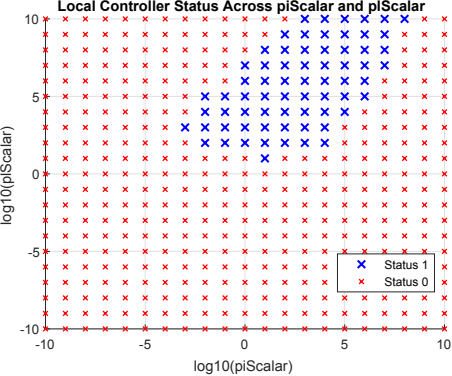 Local Controller Status Across piScalar and plScalar
10
5
0
-5
-10
log10(plScalar)
Status 1
Status 0
-10
-5
0
5
10
log10(piScalar)